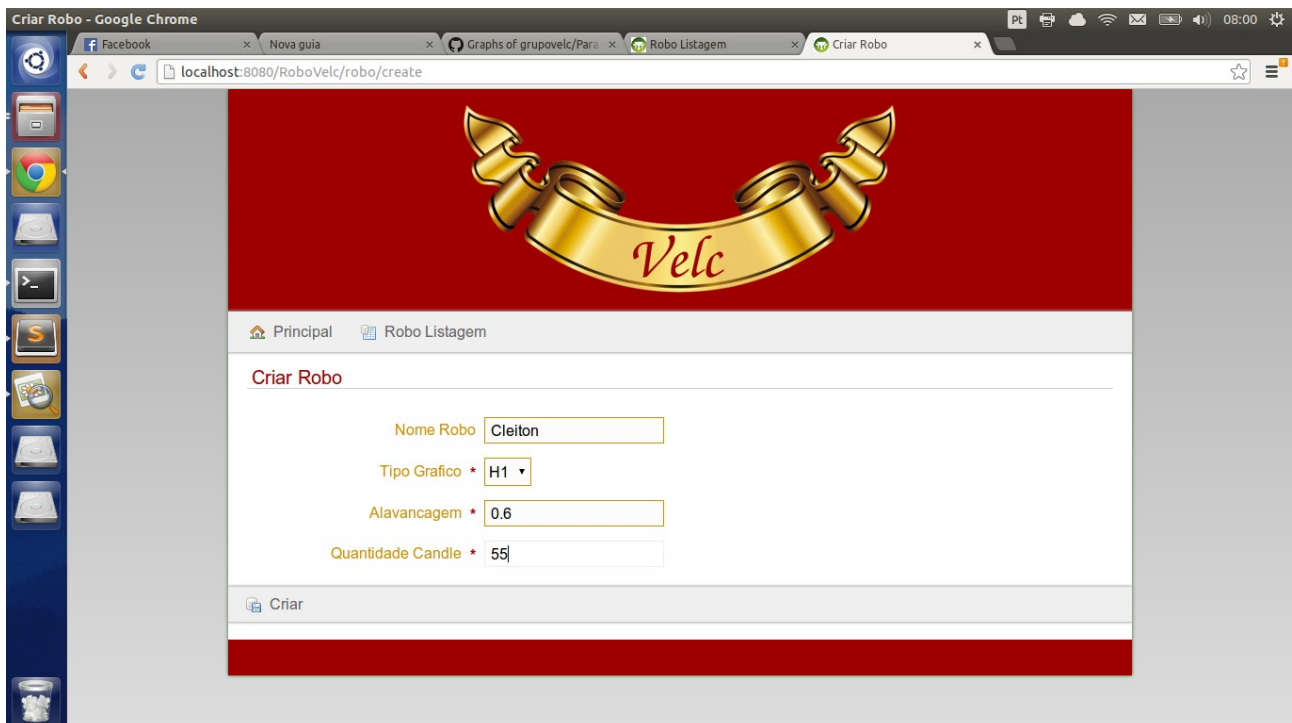 Criar Robo - Google Chrome
Pt
08:00
Facebook
Nova guia
Graphs of grupovelc/Para
Robo Listagem
Criar Robo
localhost:8080/RoboVelc/robo/create
Velc
Principal Robo Listagem
Criar Robo
Nome Robo Cleiton
Tipo Grafico * H1
Alavancagem * 0.6
Quantidade Candle * 55
Criar